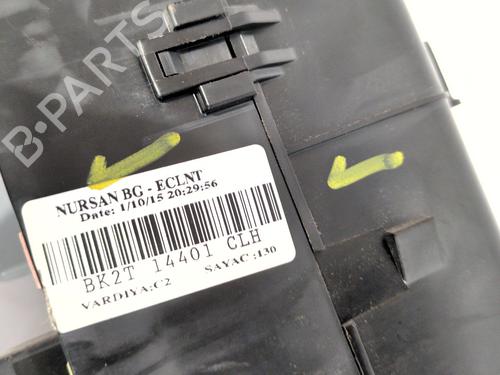 B-PARTS
NURSAN BG - ECLNT
Date: 1/10/15 20:29:56
BK2T 14401 CLH
VARDIYA:C2 SAYAC :130